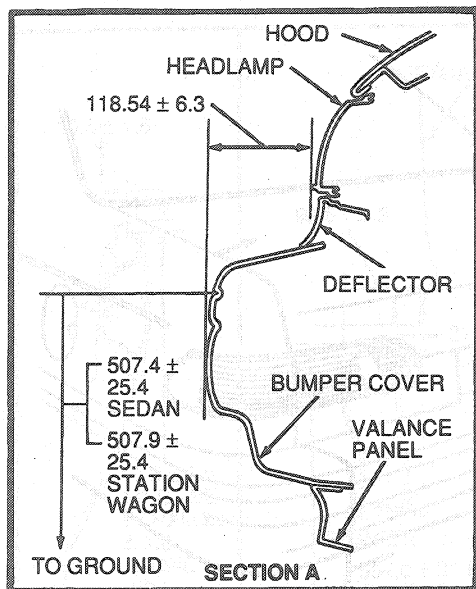 HOOD
HEADLAMP
118.54 ± 6.3
DEFLECTOR
507.4 ±
25.4
SEDAN
507.9 ±
25.4
STATION
WAGON
BUMPER COVER
VALANCE
PANEL
TO GROUND
SECTION A